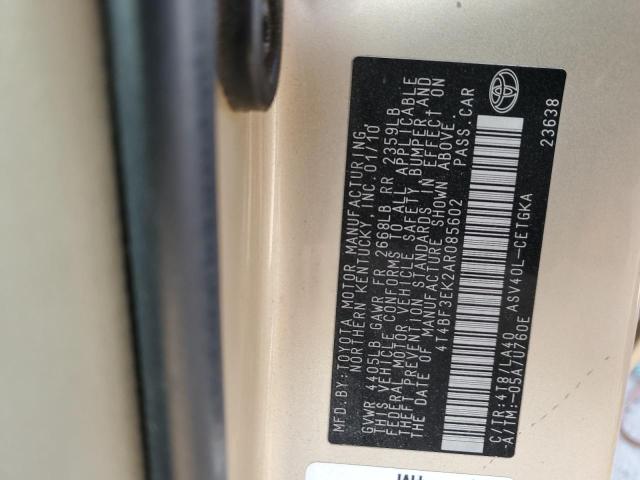 MFD. BY: TOYOTA MOTOR MANUFACTURING,
NORTHERN KENTUCKY, INC. 01/10
GVWR 4405LB GAWR FR 2668LB RR 2359LB
THIS VEHICLE CONFORMS TO ALL APPLICABLE
FEDERAL MOTOR VEHICLE SAFETY, BUMPER AND
THEFT PREVENTION STANDARDS IN EFFECT ON
THE DATE OF MANUFACTURE SHOWN ABOVE.
4T4BF3EK2AR085602 PASS.CAR
C/TR:4T8/LA40 ASV40L-CETGKA
-A/TM:-05A/U760E 23638